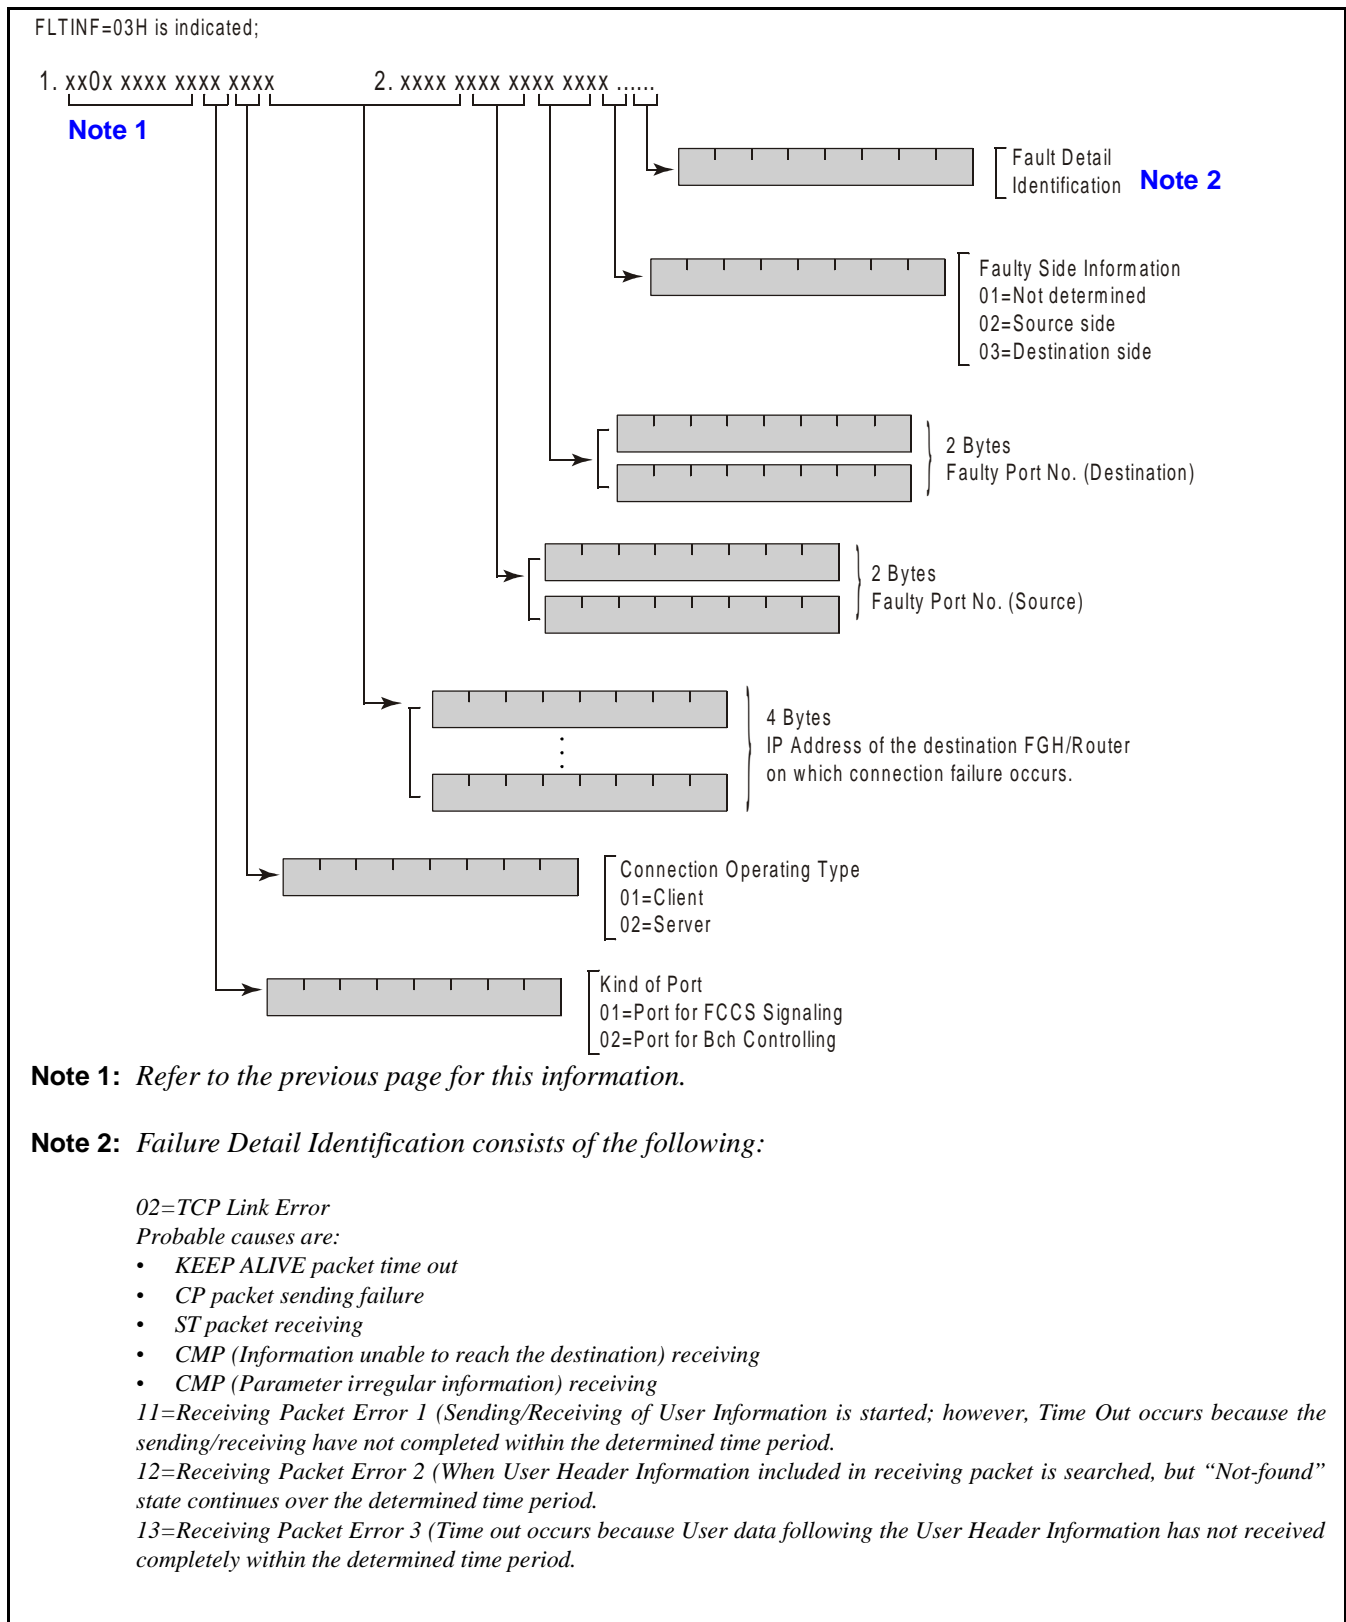 FLTINF=03H is indicated;
1. xx0x xxxx xxxx xxxx 2. xxxx xxxx xxxx xxxx ......
Note 1
Fault Detail
Identification Note 2
Faulty Side Information
01=Not determined
02=Source side
03=Destination side
2 Bytes
Faulty Port No. (Destination)
2 Bytes
Faulty Port No. (Source)
4 Bytes
IP Address of the destination FGH/Router
on which connection failure occurs.
Connection Operating Type
01=Client
02=Server
Kind of Port
01=Port for FCCS Signaling
02=Port for Bch Controlling
Note 1: Refer to the previous page for this information.
Note 2: Failure Detail Identification consists of the following:
02=TCP Link Error
Probable causes are:
• KEEP ALIVE packet time out
• CP packet sending failure
• ST packet receiving
• CMP (Information unable to reach the destination) receiving
• CMP (Parameter irregular information) receiving
11=Receiving Packet Error 1 (Sending/Receiving of User Information is started; however, Time Out occurs because the
sending/receiving have not completed within the determined time period.
12=Receiving Packet Error 2 (When User Header Information included in receiving packet is searched, but “Not-found”
state continues over the determined time period.
13=Receiving Packet Error 3 (Time out occurs because User data following the User Header Information has not received
completely within the determined time period.